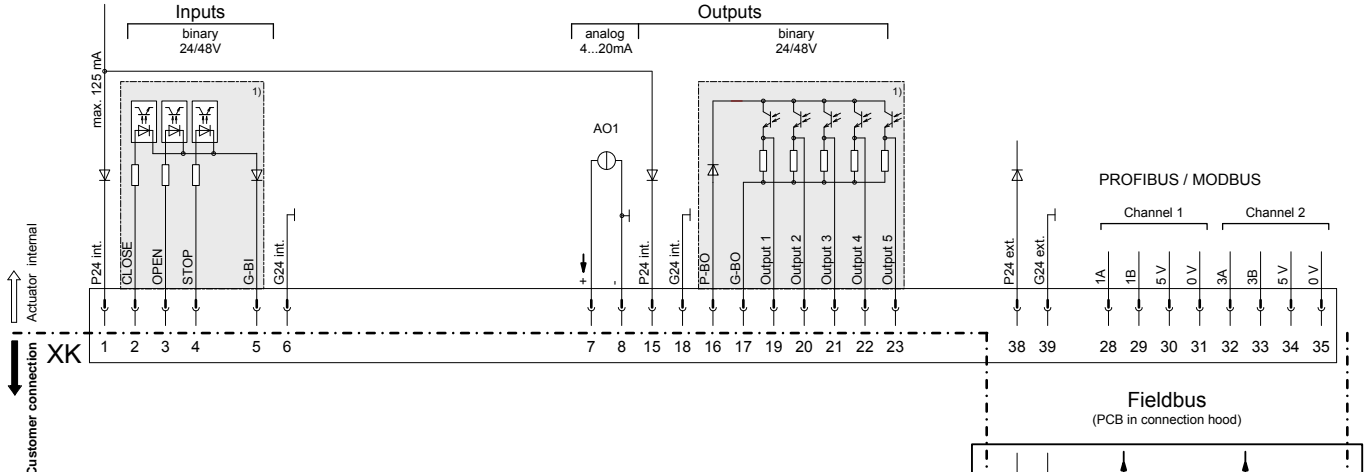 Inputs
binary
24/48V
Outputs
analog
4...20mA
binary
24/48V
max. 125 mA
1)
AO1
1)
PROFIBUS / MODBUS
Channel 1
Channel 2
Actuator internal
P24 int.
CLOSE
OPEN
STOP
G-BI
G24 int.
+
-
P24 int.
G24 int.
P-BO
G-BO
Output 1
Output 2
Output 3
Output 4
Output 5
P24 ext.
G24 ext.
1A
1B
5 V
0 V
3A
3B
5 V
0 V
XK 1 2 3 4 5 6 7 8 15 18 16 17 19 20 21 22 23 38 39 28 29 30 31 32 33 34 35
Customer connection
Fieldbus
(PCB in connection hood)